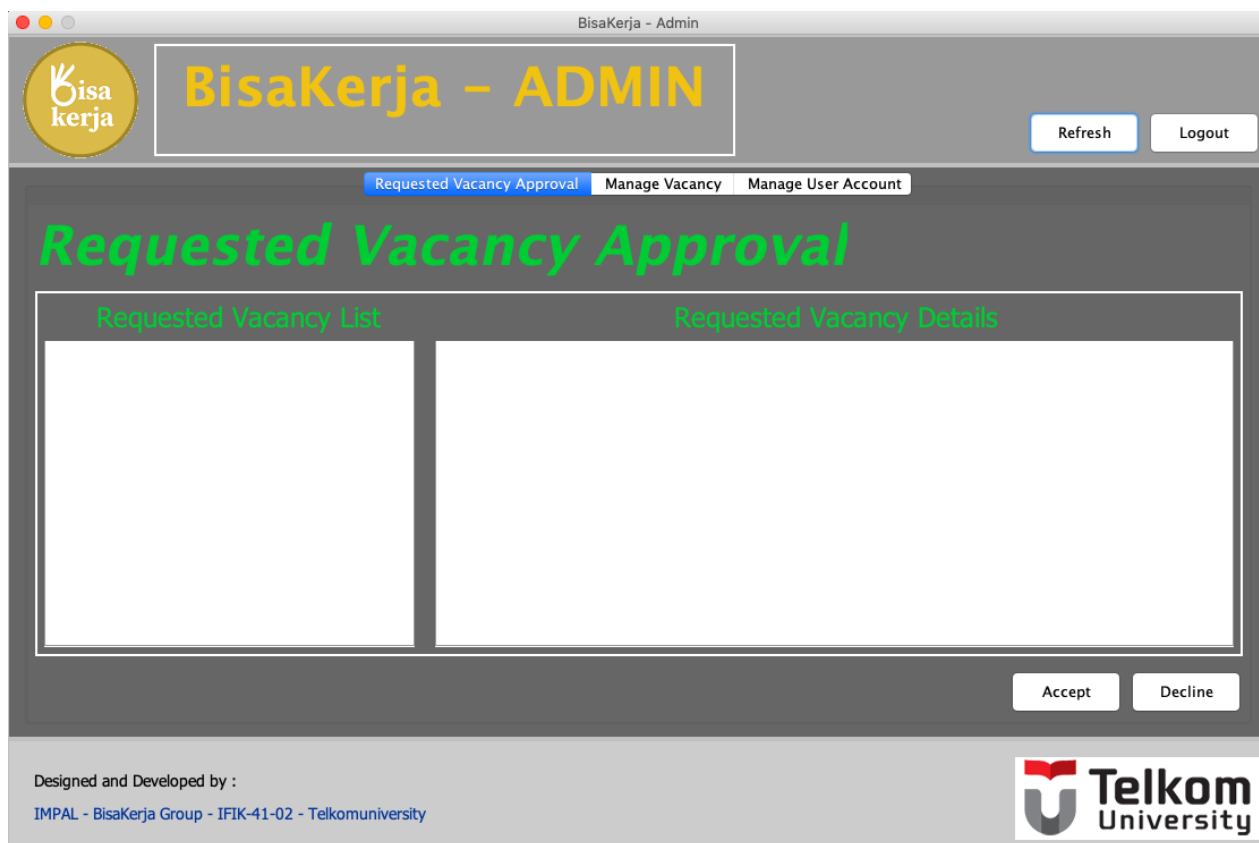 BisaKerja - Admin
Bisa
kerja
BisaKerja - ADMIN
Refresh
Logout
Requested Vacancy Approval
Manage Vacancy
Manage User Account
Requested Vacancy Approval
Requested Vacancy List
Requested Vacancy Details
Accept
Decline
Designed and Developed by :
IMPAL - BisaKerja Group - IFIK-41-02 - Telkomuniversity
Telkom
University